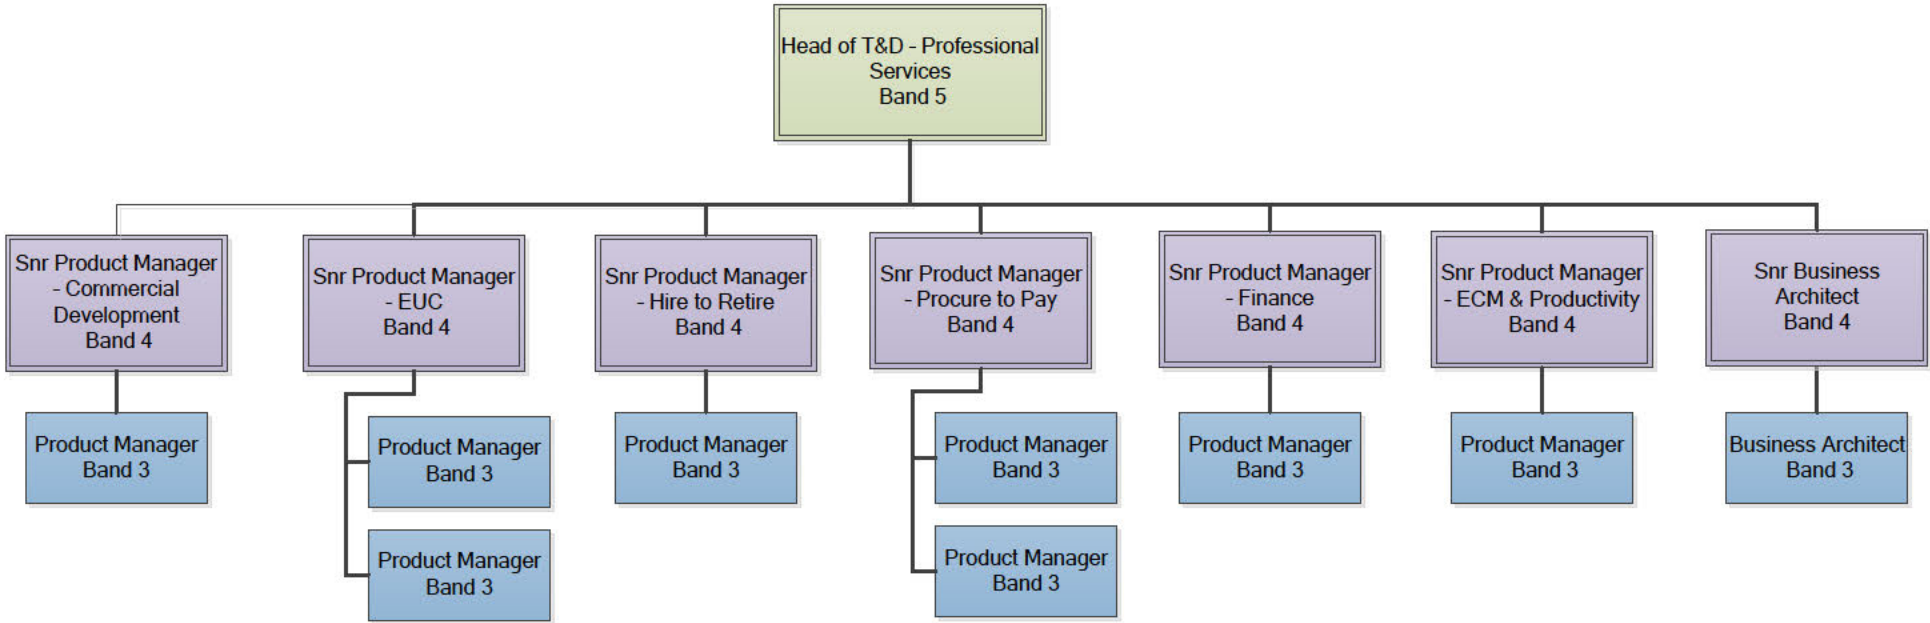 Head of T&D - Professional
Services
Band 5
Snr Product Manager
- Commercial
Development
Band 4
Snr Product Manager
- EUC
Band 4
Snr Product Manager
- Hire to Retire
Band 4
Snr Product Manager
- Procure to Pay
Band 4
Snr Product Manager
- Finance
Band 4
Snr Product Manager
- ECM & Productivity
Band 4
Snr Business
Architect
Band 4
Product Manager
Band 3
Product Manager
Band 3
Product Manager
Band 3
Product Manager
Band 3
Product Manager
Band 3
Product Manager
Band 3
Business Architect
Band 3
Product Manager
Band 3
Product Manager
Band 3